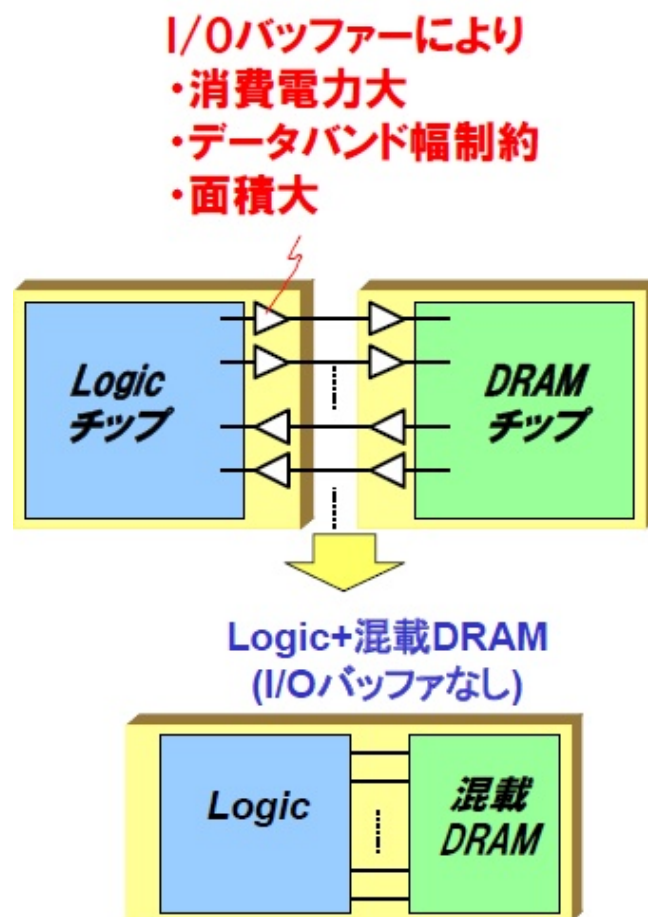 I/Oバッファーにより
・消費電力大
・データバンド幅制約
・面積大
Logic
チップ
DRAM
チップ
Logic+混載DRAM
(I/Oバッファなし)
Logic
混載
DRAM